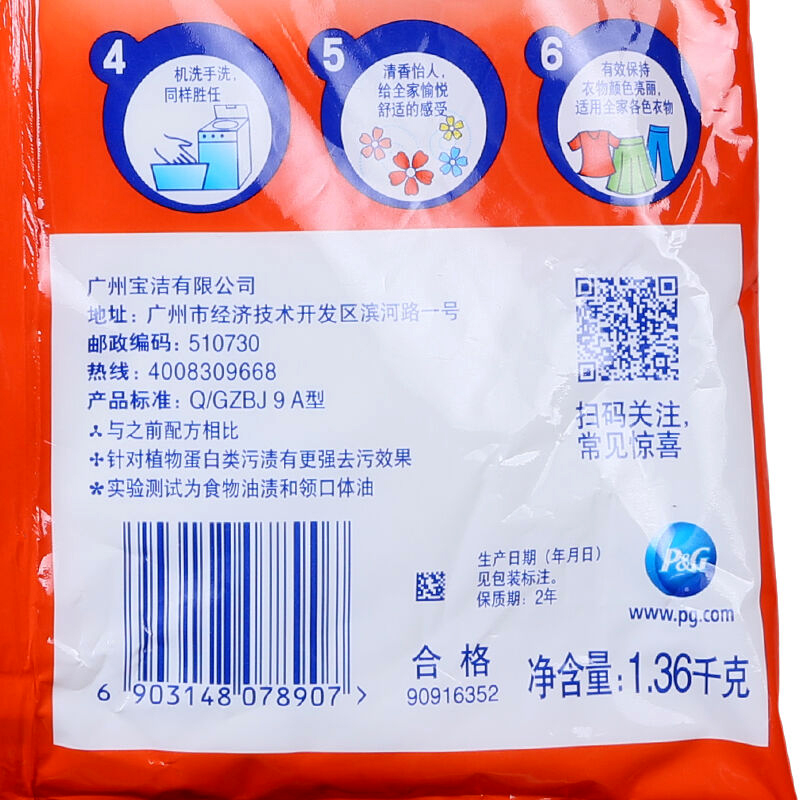 4
机洗手洗,
同样胜任
5
清香怡人,
给全家愉悦
舒适的感受
6
有效保持
衣物颜色亮丽,
适用全家各色衣物
广州宝洁有限公司
地址: 广州市经济技术开发区滨河路一号
邮政编码: 510730
热线: 4008309668
产品标准: Q/GZBJ 9 A型
与之前配方相比
针对植物蛋白类污渍有更强去污效果
实验测试为食物油渍和领口体油
扫码关注,
常见惊喜
P&G
www.pg.com
生产日期（年月日）
见包装标注。
保质期: 2年
6 903148 078907 >
合格
90916352
净含量: 1.36千克